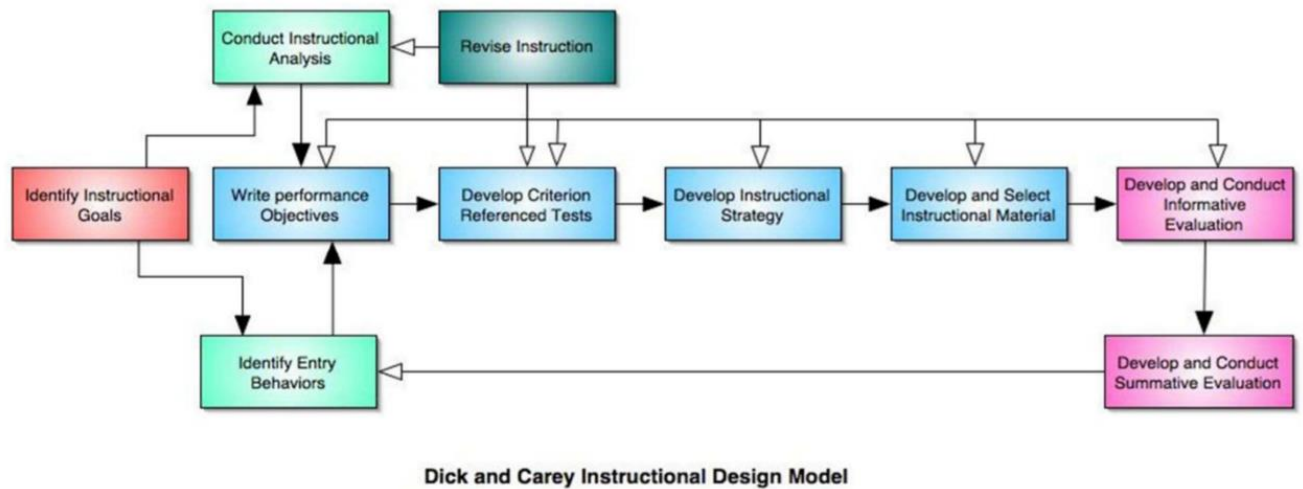 Conduct Instructional
Analysis
Revise Instruction
Identify Instructional
Goals
Write performance
Objectives
Develop Criterion
Referenced Tests
Develop Instructional
Strategy
Develop and Select
Instructional Material
Develop and Conduct
Informative
Evaluation
Identify Entry
Behaviors
Develop and Conduct
Summative Evaluation
Dick and Carey Instructional Design Model